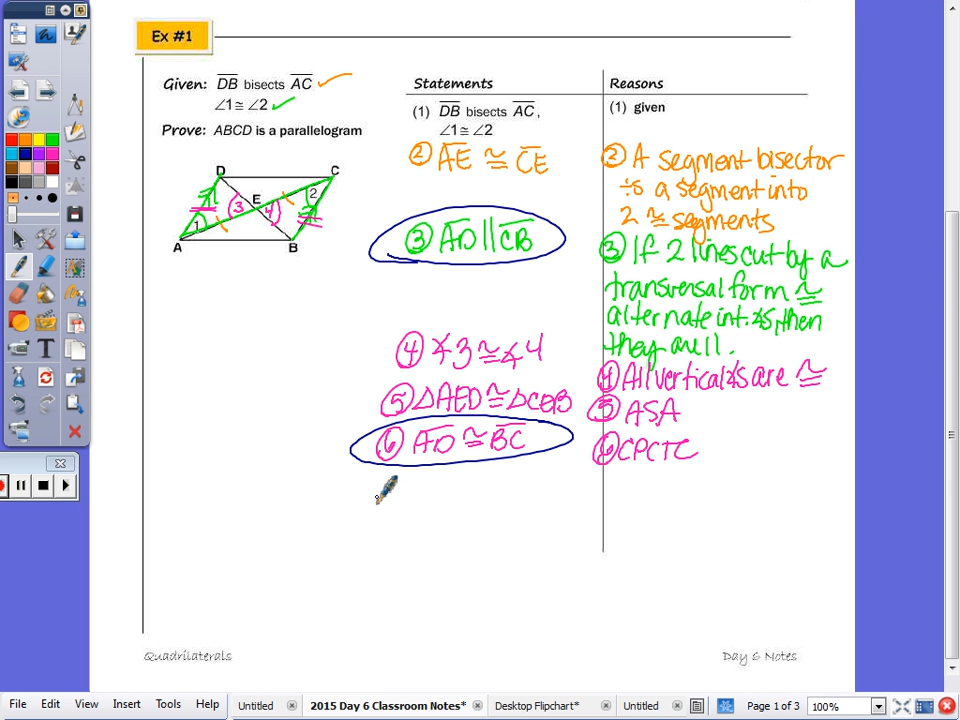 Ex #1
Given: DB bisects AC
∠1 ≅ ∠2
Prove: ABCD is a parallelogram
D
C
E
A
B
1
2
3
4
Statements
Reasons
(1) DB bisects AC,
∠1 ≅ ∠2
(1) given
② AE ≅ CE
② A segment bisector
÷s a segment into
2 ≅ segments
③ AD || CB
③ If 2 lines cut by a
transversal form ≅
alternate int. ∡s, then
they are ||.
④ ∡3 ≅ ∡4
④ All vertical ∡s are ≅
⑤ △AED ≅ △CEB
⑤ ASA
⑥ AD ≅ BC
⑥ CPCTC
Quadrilaterals
Day 6 Notes
File Edit View Insert Tools Help
Untitled
2015 Day 6 Classroom Notes*
Desktop Flipchart*
Untitled
Page 1 of 3
100%